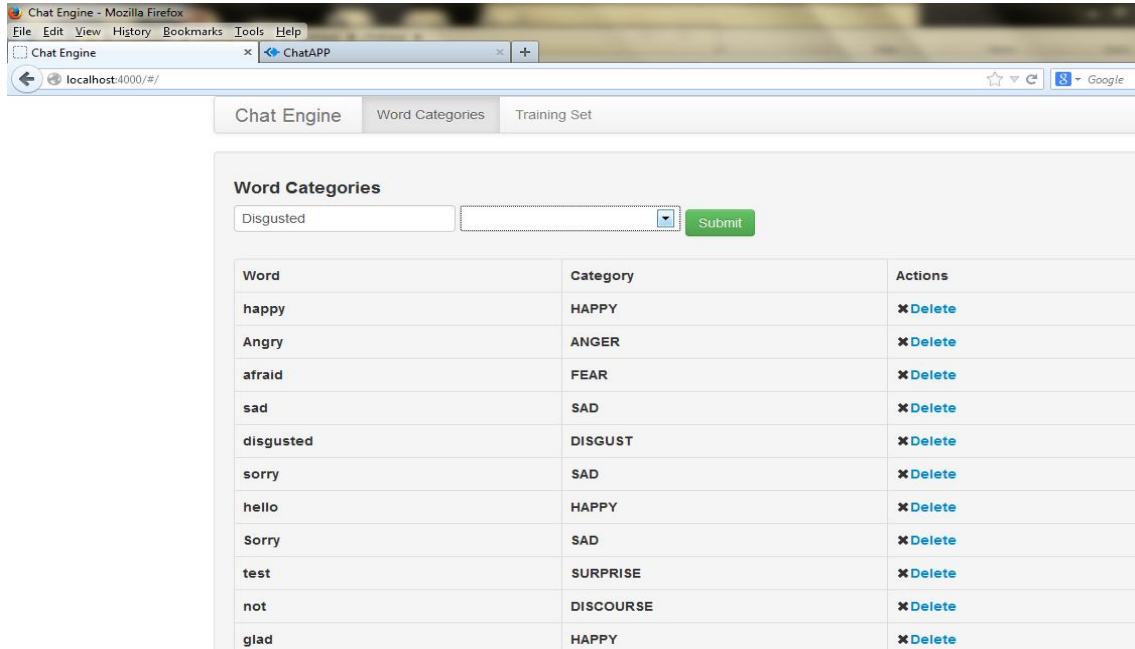 Chat Engine - Mozilla Firefox
File Edit View History Bookmarks Tools Help
Chat Engine × ChatAPP × +
localhost:4000/#/ Google
Chat Engine Word Categories Training Set
Word Categories
Disgusted Submit
Word Category Actions
happy HAPPY ✖Delete
Angry ANGER ✖Delete
afraid FEAR ✖Delete
sad SAD ✖Delete
disgusted DISGUST ✖Delete
sorry SAD ✖Delete
hello HAPPY ✖Delete
Sorry SAD ✖Delete
test SURPRISE ✖Delete
not DISCOURSE ✖Delete
glad HAPPY ✖Delete